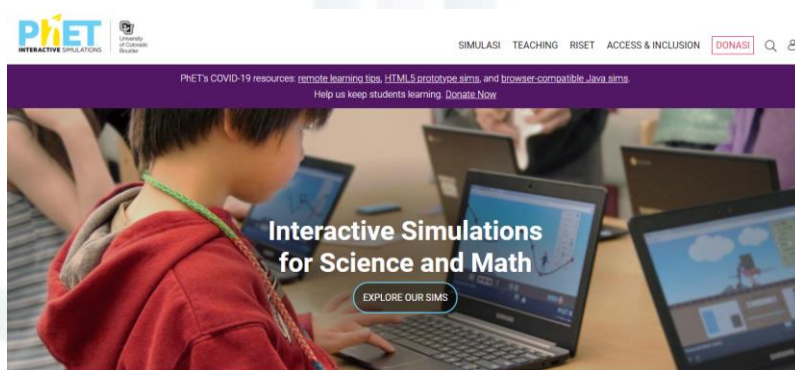 PhET
INTERACTIVE SIMULATIONS
University
of Colorado
Boulder
SIMULASI TEACHING RISET ACCESS & INCLUSION DONASI
PhET's COVID-19 resources: remote learning tips, HTML5 prototype sims, and browser-compatible Java sims.
Help us keep students learning. Donate Now
Interactive Simulations
for Science and Math
EXPLORE OUR SIMS